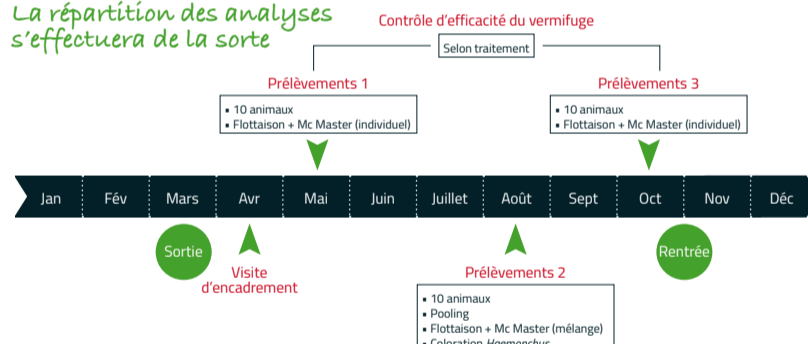 La répartition des analyses
s'effectuera de la sorte
Contrôle d'efficacité du vermifuge
Selon traitement
Prélèvements 1
▪ 10 animaux
▪ Flottaison + Mc Master (individuel)
Prélèvements 3
▪ 10 animaux
▪ Flottaison + Mc Master (individuel)
Jan Fév Mars Avr Mai Juin Juillet Août Sept Oct Nov Déc
Sortie
Visite
d'encadrement
Rentrée
Prélèvements 2
▪ 10 animaux
▪ Pooling
▪ Flottaison + Mc Master (mélange)
▪ Coloration Haemonchus